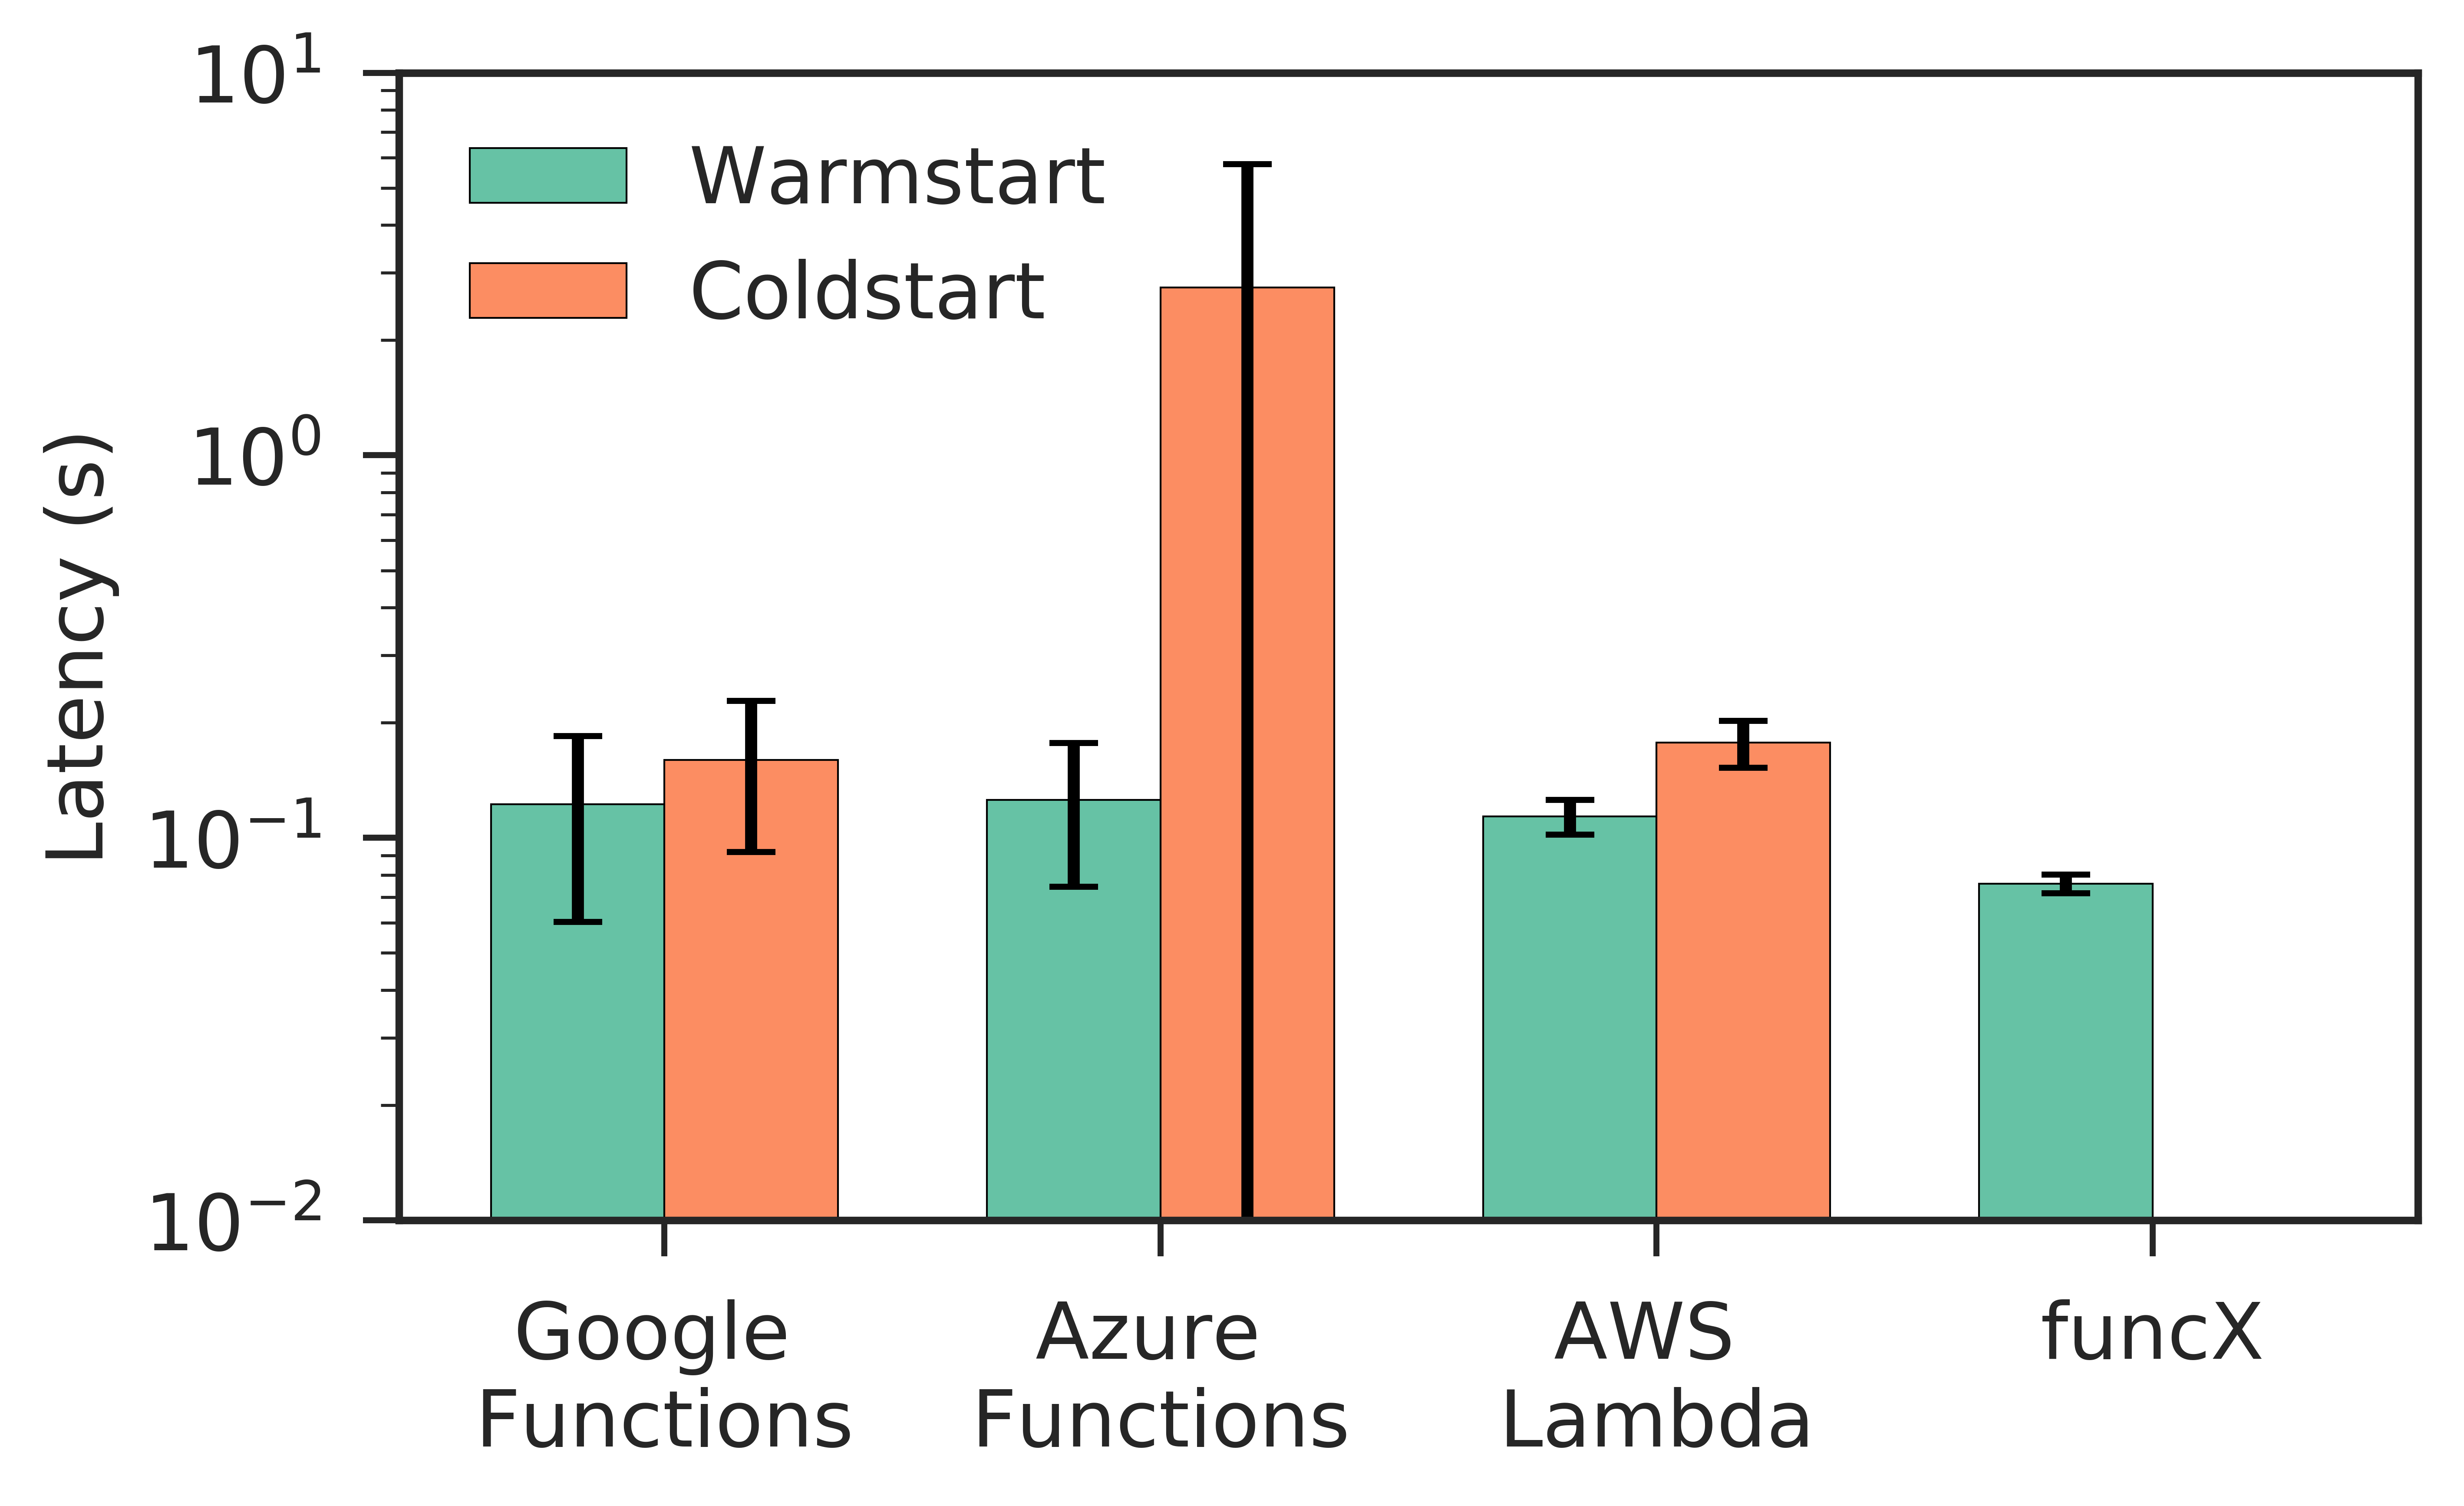 Latency (s)
10¹
10⁰
10⁻¹
10⁻²
Warmstart
Coldstart
Google
Functions
Azure
Functions
AWS
Lambda
funcX